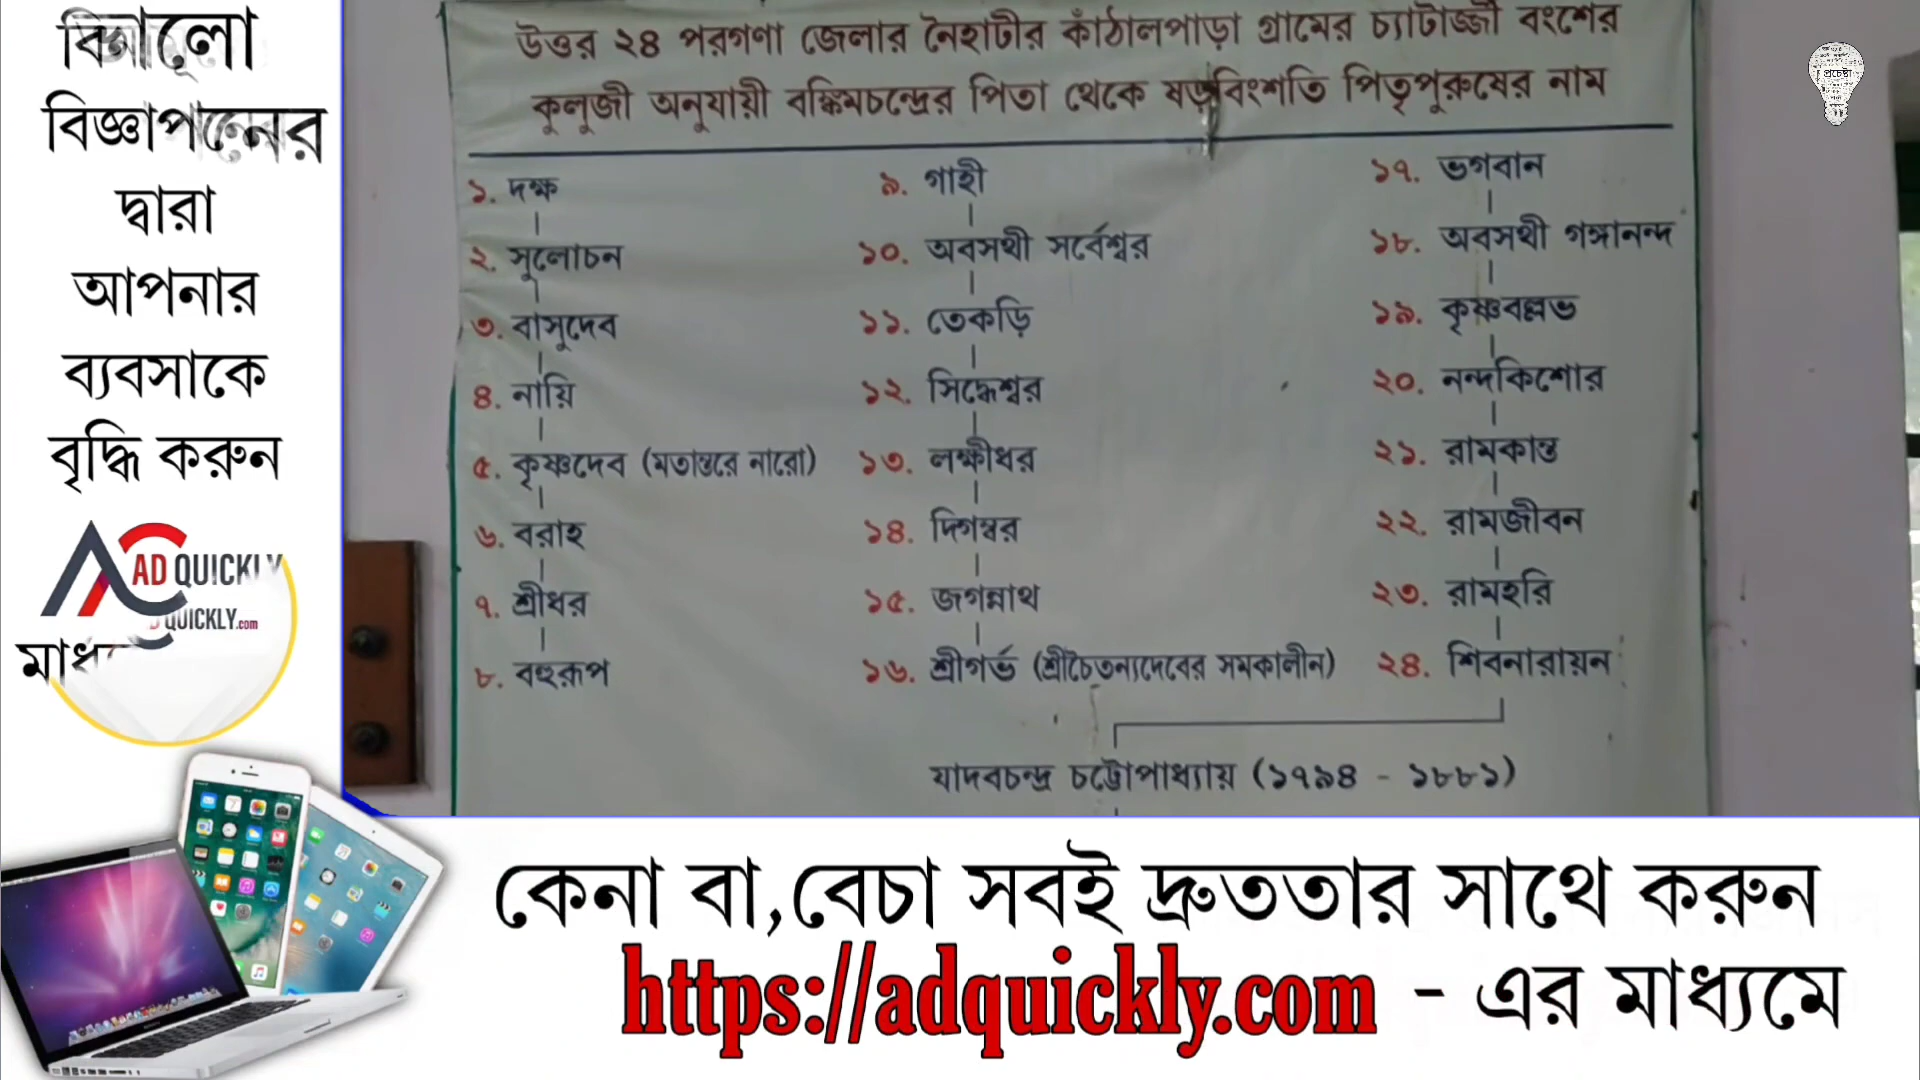 বিজ্ঞাপনের
দ্বারা
আপনার
ব্যবসাকে
বৃদ্ধি করুন
AD QUICKLY
QUICKLY.com
প্রচেষ্টা
উত্তর ২৪ পরগণা জেলার নৈহাটীর কাঁঠালপাড়া গ্রামের চ্যাটার্জ্জী বংশের
কুলুজী অনুযায়ী বঙ্কিমচন্দ্রের পিতা থেকে ষড়বিংশতি পিতৃপুরুষের নাম
১. দক্ষ
২. সুলোচন
৩. বাসুদেব
৪. নায়ি
৫. কৃষ্ণদেব (মতান্তরে নারো)
৬. বরাহ
৭. শ্রীধর
৮. বহুরূপ
৯. গাহী
১০. অবসথী সর্বেশ্বর
১১. তেকড়ি
১২. সিদ্ধেশ্বর
১৩. লক্ষীধর
১৪. দিগম্বর
১৫. জগন্নাথ
১৬. শ্রীগর্ভ (শ্রীচৈতন্যদেবের সমকালীন)
১৭. ভগবান
১৮. অবসথী গঙ্গানন্দ
১৯. কৃষ্ণবল্লভ
২০. নন্দকিশোর
২১. রামকান্ত
২২. রামজীবন
২৩. রামহরি
২৪. শিবনারায়ন
যাদবচন্দ্র চট্টোপাধ্যায় (১৭৯৪ - ১৮৮১)
কেনা বা,বেচা সবই দ্রুততার সাথে করুন
https://adquickly.com - এর মাধ্যমে